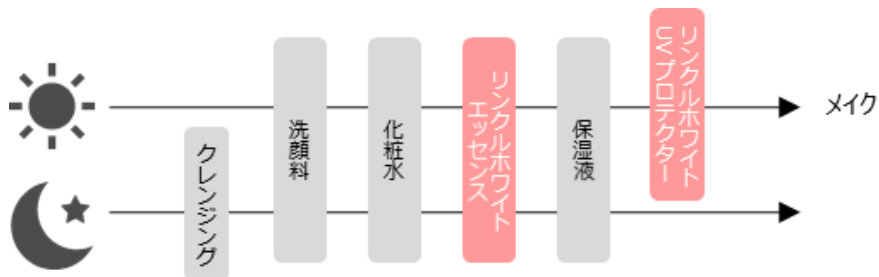 クレンジング
洗顔料
化粧水
リンクルホワイト
エッセンス
保湿液
リンクルホワイト
UVプロテクター
メイク